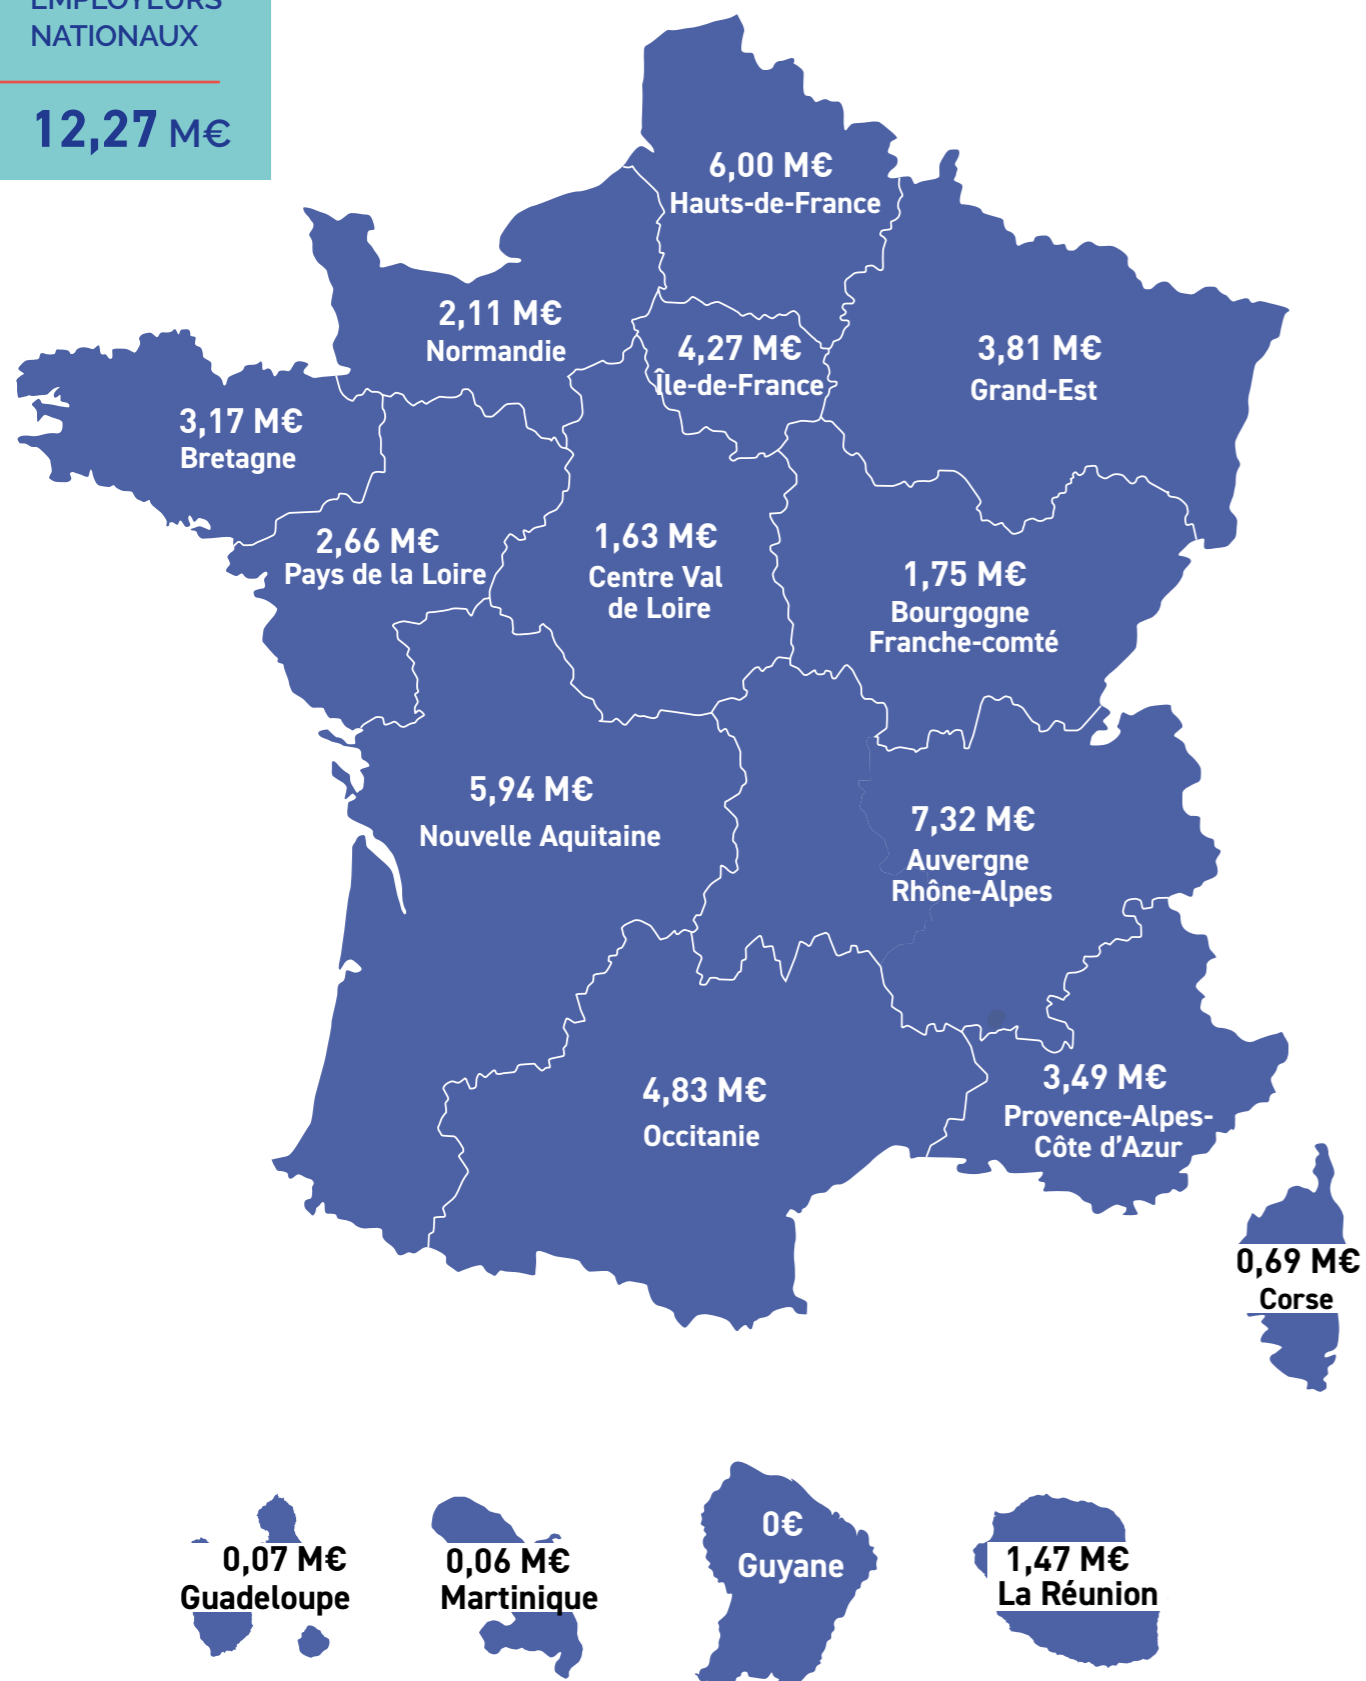 EMPLOYEURS
NATIONAUX
12,27 M€
6,00 M€
Hauts-de-France
2,11 M€
Normandie
4,27 M€
Île-de-France
3,81 M€
Grand-Est
3,17 M€
Bretagne
2,66 M€
Pays de la Loire
1,63 M€
Centre Val
de Loire
1,75 M€
Bourgogne
Franche-comté
5,94 M€
Nouvelle Aquitaine
7,32 M€
Auvergne
Rhône-Alpes
4,83 M€
Occitanie
3,49 M€
Provence-Alpes-
Côte d’Azur
0,69 M€
Corse
0,07 M€
Guadeloupe
0,06 M€
Martinique
0€
Guyane
1,47 M€
La Réunion